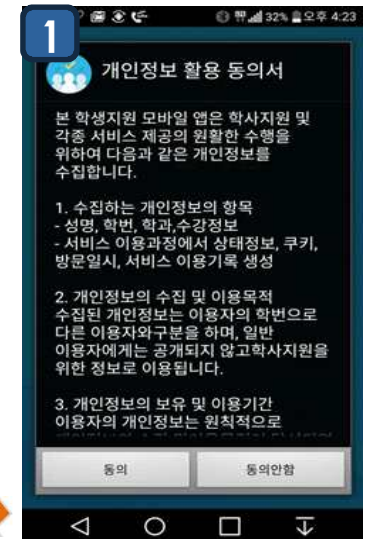 1
32% 오후 4:23
개인정보 활용 동의서
본 학생지원 모바일 앱은 학사지원 및
각종 서비스 제공의 원활한 수행을
위하여 다음과 같은 개인정보를
수집합니다.
1. 수집하는 개인정보의 항목
- 성명, 학번, 학과,수강정보
- 서비스 이용과정에서 상태정보, 쿠키,
방문일시, 서비스 이용기록 생성
2. 개인정보의 수집 및 이용목적
수집된 개인정보는 이용자의 학번으로
다른 이용자와구분을 하며, 일반
이용자에게는 공개되지 않고학사지원을
위한 정보로 이용됩니다.
3. 개인정보의 보유 및 이용기간
이용자의 개인정보는 원칙적으로
동의
동의안함